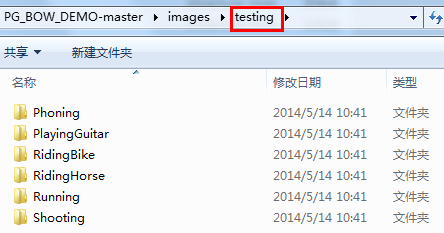 PG_BOW_DEMO-master images testing
共享 新建文件夹
修改日期 类型
Phoning 2014/5/14 10:41 文件夹
PlayingGuitar 2014/5/14 10:41 文件夹
RidingBike 2014/5/14 10:41 文件夹
RidingHorse 2014/5/14 10:41 文件夹
Running 2014/5/14 10:41 文件夹
Shooting 2014/5/14 10:41 文件夹